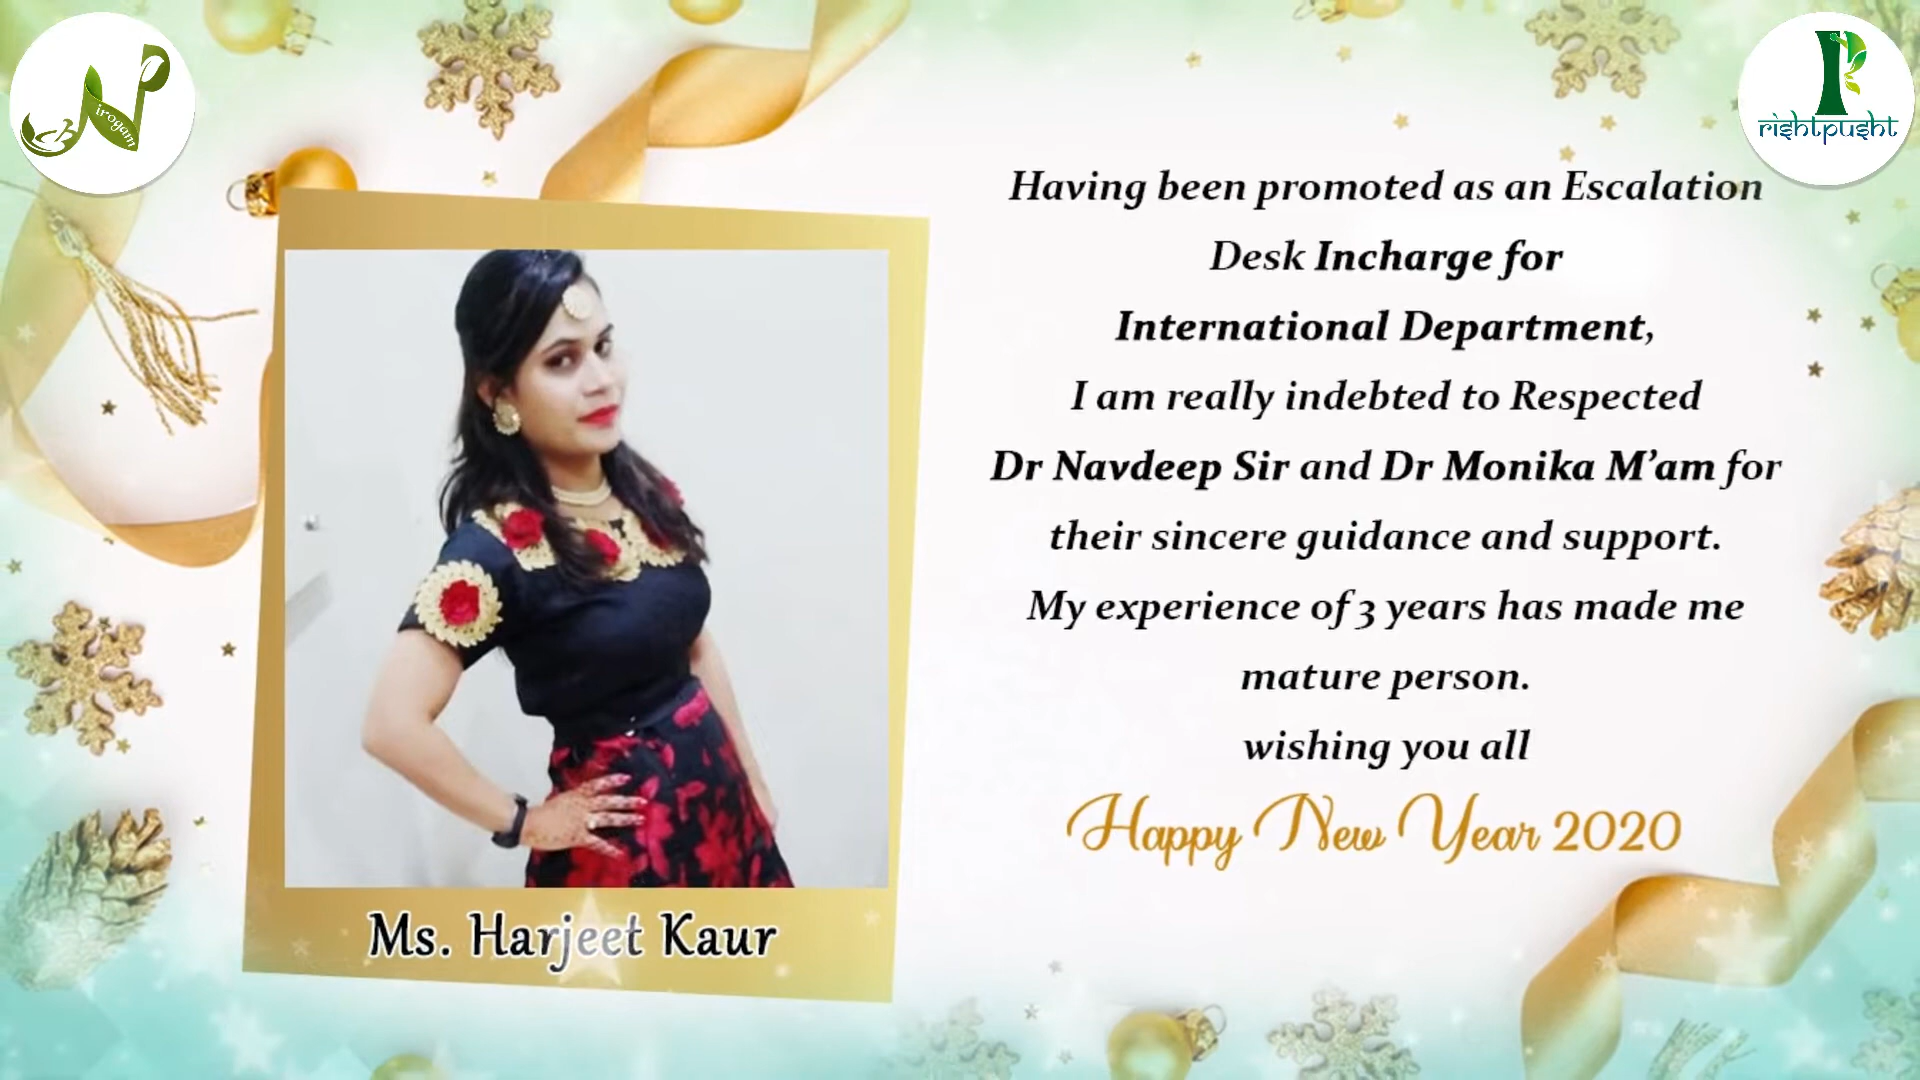 Nirogam
rishtpusht
Having been promoted as an Escalation
Desk Incharge for
International Department,
I am really indebted to Respected
Dr Navdeep Sir and Dr Monika M’am for
their sincere guidance and support.
My experience of 3 years has made me
mature person.
wishing you all
Happy New Year 2020
Ms. Harjeet Kaur